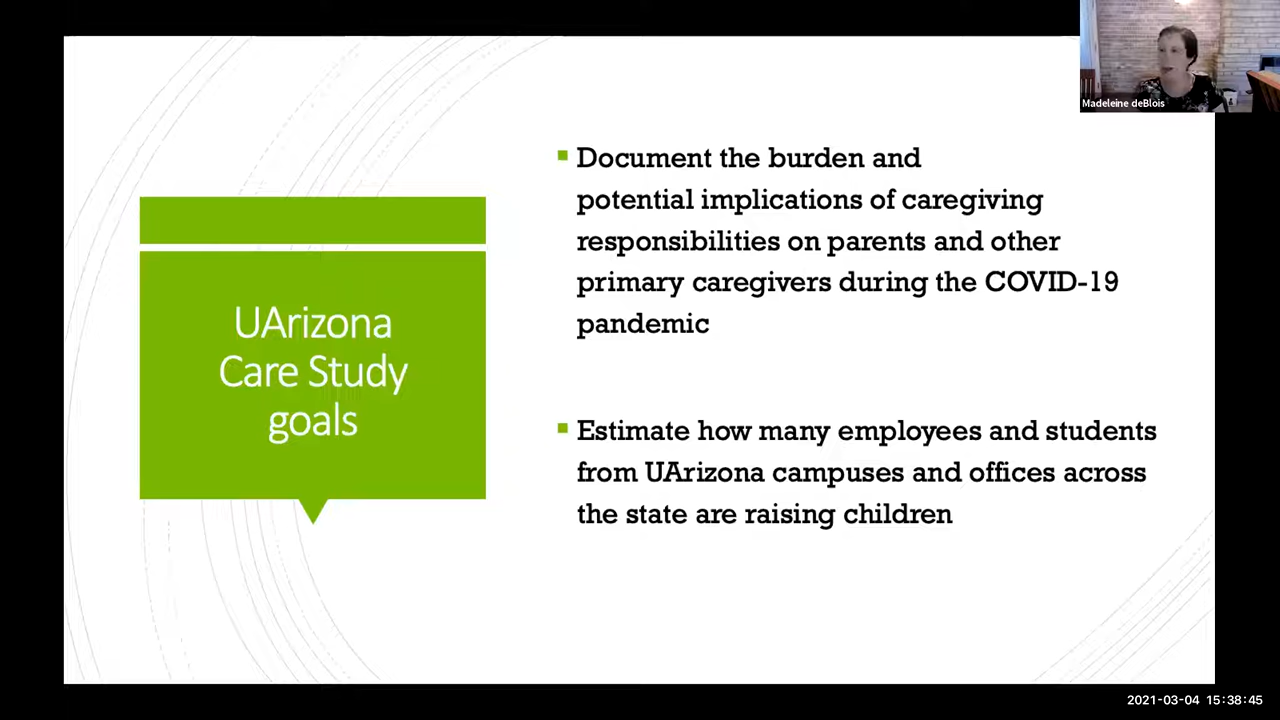 Madeleine deBlois
UArizona
Care Study
goals
Document the burden and
potential implications of caregiving
responsibilities on parents and other
primary caregivers during the COVID-19
pandemic
Estimate how many employees and students
from UArizona campuses and offices across
the state are raising children
2021-03-04 15:38:45